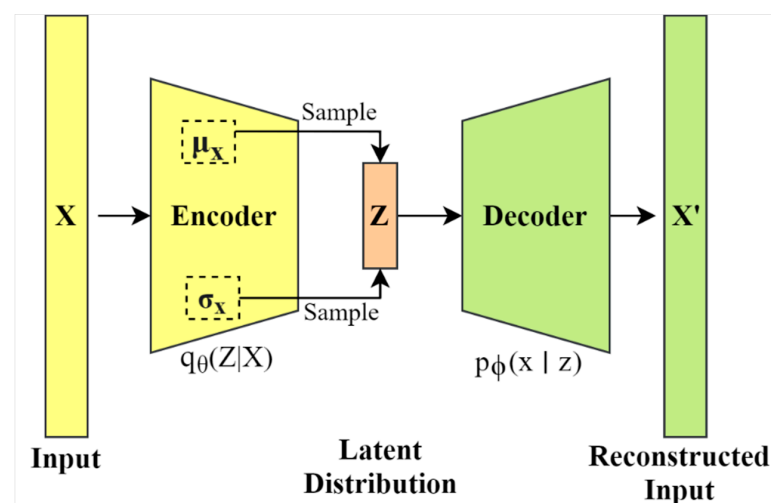 Sample
μx
X
Encoder
Z
Decoder
X'
σx
Sample
qθ(Z|X)
pϕ(x | z)
Input
Latent
Distribution
Reconstructed
Input